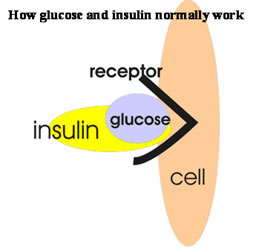 How glucose and insulin normally work
receptor
glucose
insulin
cell